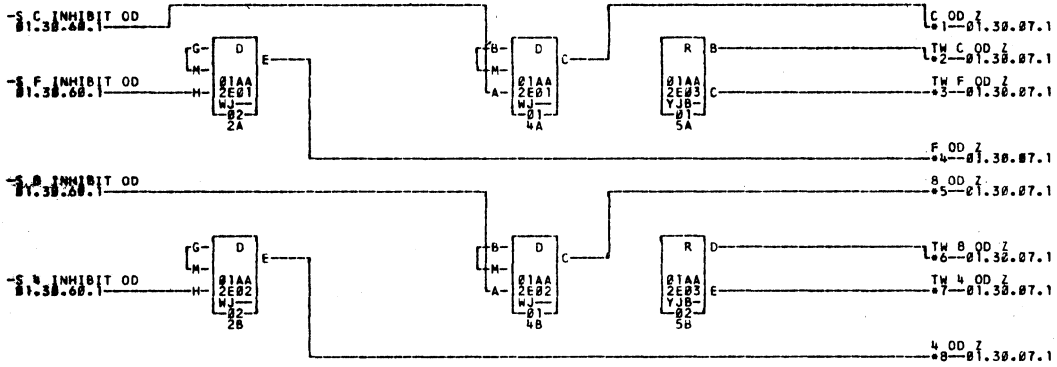 -S C INHIBIT OD
01.30.60.1
C OD Z
*1—01.30.07.1
G D E
B D C
R B
TW C OD Z
*2—01.30.07.1
M
M
-S F INHIBIT OD
01.30.60.1 H
01AA
2E01
WJ—
02
2A
A
01AA
2E01
WJ—
01
4A
01AA
2E03 C
YJB-
01
5A
TW F OD Z
*3—01.30.07.1
F OD Z
*4—01.30.07.1
-S 8 INHIBIT OD
01.30.60.1
8 OD Z
*5—01.30.07.1
G D E
B D C
R D
TW 8 OD Z
*6—01.30.07.1
M
M
-S 4 INHIBIT OD
01.30.60.1 H
01AA
2E02
WJ—
02
2B
A
01AA
2E02
WJ—
01
4B
01AA
2E03 E
YJB-
02
5B
TW 4 OD Z
*7—01.30.07.1
4 OD Z
*8—01.30.07.1